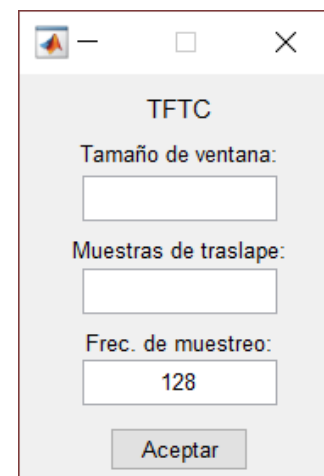 TFTC
Tamaño de ventana:
Muestras de traslape:
Frec. de muestreo:
128
Aceptar